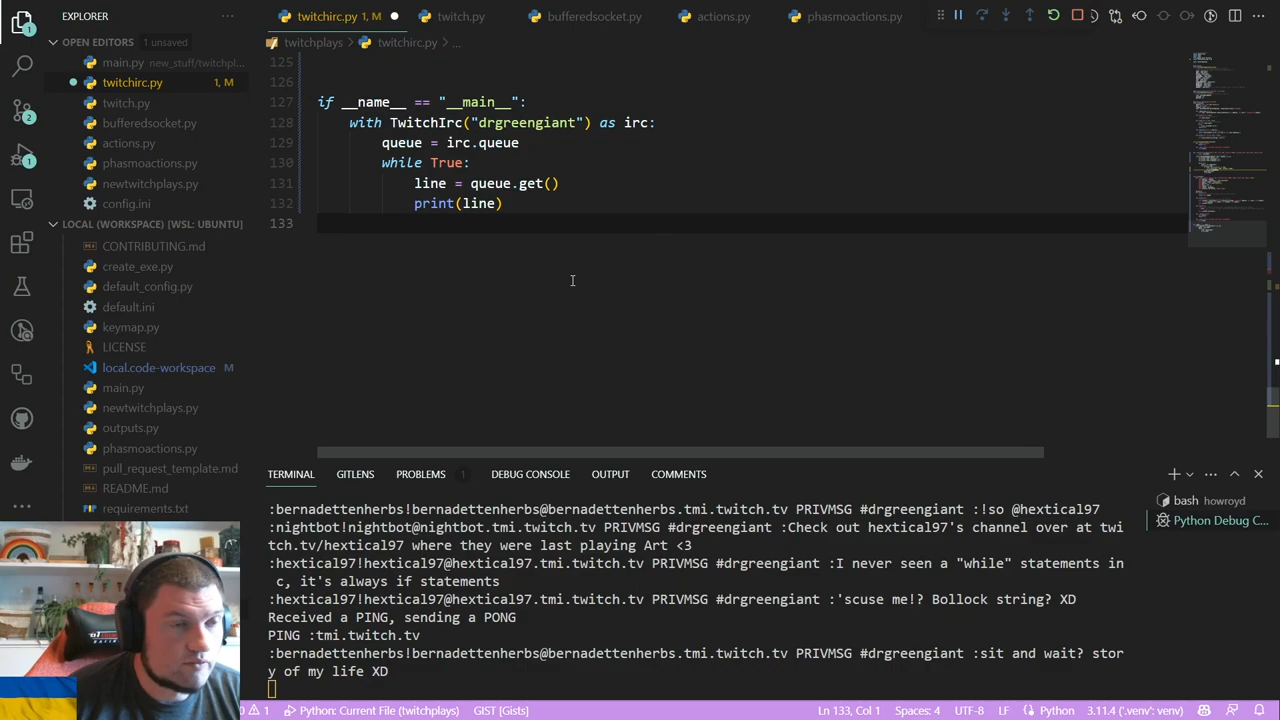 EXPLORER
OPEN EDITORS 1 unsaved
main.py new_stuff/twitchpl...
twitchirc.py 1, M
twitch.py
bufferedsocket.py
actions.py
phasmoactions.py
newtwitchplays.py
config.ini
LOCAL (WORKSPACE) [WSL: UBUNTU]
CONTRIBUTING.md
create_exe.py
default_config.py
default.ini
keymap.py
LICENSE
local.code-workspace M
main.py
newtwitchplays.py
outputs.py
phasmoactions.py
pull_request_template.md
README.md
requirements.txt
twitchirc.py 1, M
twitch.py
bufferedsocket.py
actions.py
phasmoactions.py
twitchplays > twitchirc.py > ...
125
126
127 if __name__ == "__main__":
128 with TwitchIrc("drgreengiant") as irc:
129 queue = irc.queue
130 while True:
131 line = queue.get()
132 print(line)
133
TERMINAL GITLENS PROBLEMS 1 DEBUG CONSOLE OUTPUT COMMENTS
:bernadettenherbs!bernadettenherbs@bernadettenherbs.tmi.twitch.tv PRIVMSG #drgreengiant :!so @hextical97
:nightbot!nightbot@nightbot.tmi.twitch.tv PRIVMSG #drgreengiant :Check out hextical97's channel over at twi
tch.tv/hextical97 where they were last playing Art <3
:hextical97!hextical97@hextical97.tmi.twitch.tv PRIVMSG #drgreengiant :I never seen a "while" statements in
c, it's always if statements
:hextical97!hextical97@hextical97.tmi.twitch.tv PRIVMSG #drgreengiant :'scuse me!? Bollock string? XD
Received a PING, sending a PONG
PING :tmi.twitch.tv
:bernadettenherbs!bernadettenherbs@bernadettenherbs.tmi.twitch.tv PRIVMSG #drgreengiant :sit and wait? stor
y of my life XD
bash howroyd
Python Debug C...
0 1 Python: Current File (twitchplays) GIST [Gists] Ln 133, Col 1 Spaces: 4 UTF-8 LF Python 3.11.4 ('.venv': venv)